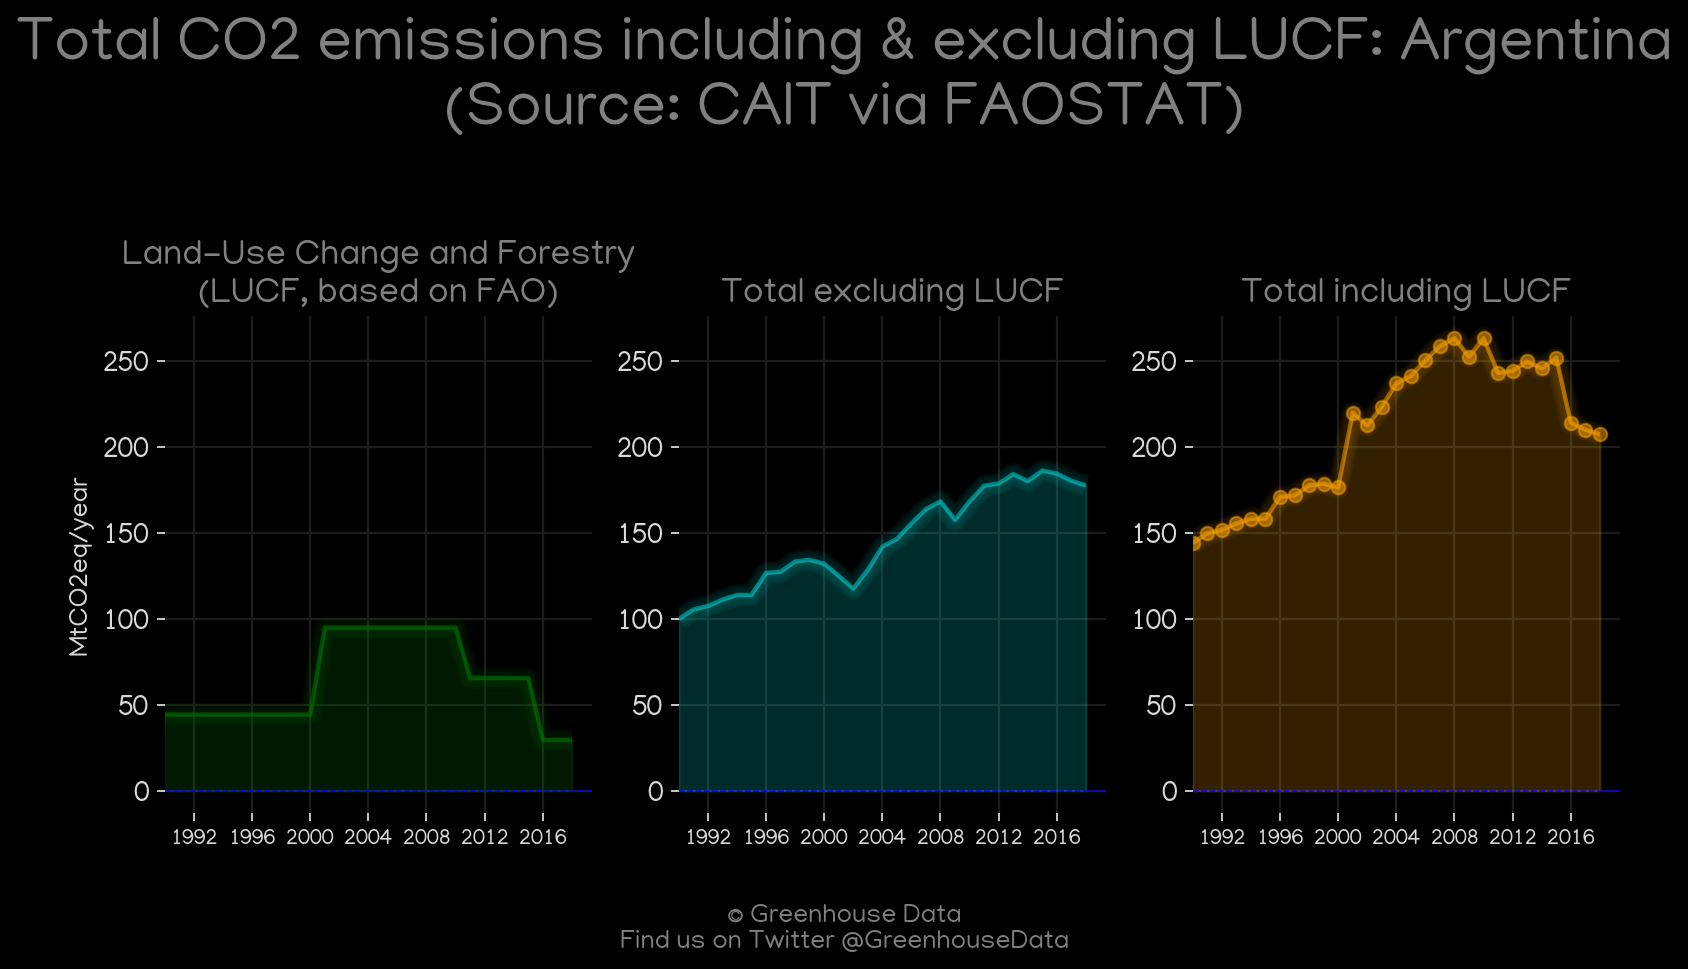 Total CO2 emissions including & excluding LUCF: Argentina
(Source: CAIT via FAOSTAT)
Land-Use Change and Forestry
(LUCF, based on FAO)
MtCO2eq/year
250
200
150
100
50
0
1992 1996 2000 2004 2008 2012 2016
Total excluding LUCF
250
200
150
100
50
0
1992 1996 2000 2004 2008 2012 2016
Total including LUCF
250
200
150
100
50
0
1992 1996 2000 2004 2008 2012 2016
© Greenhouse Data
Find us on Twitter @GreenhouseData